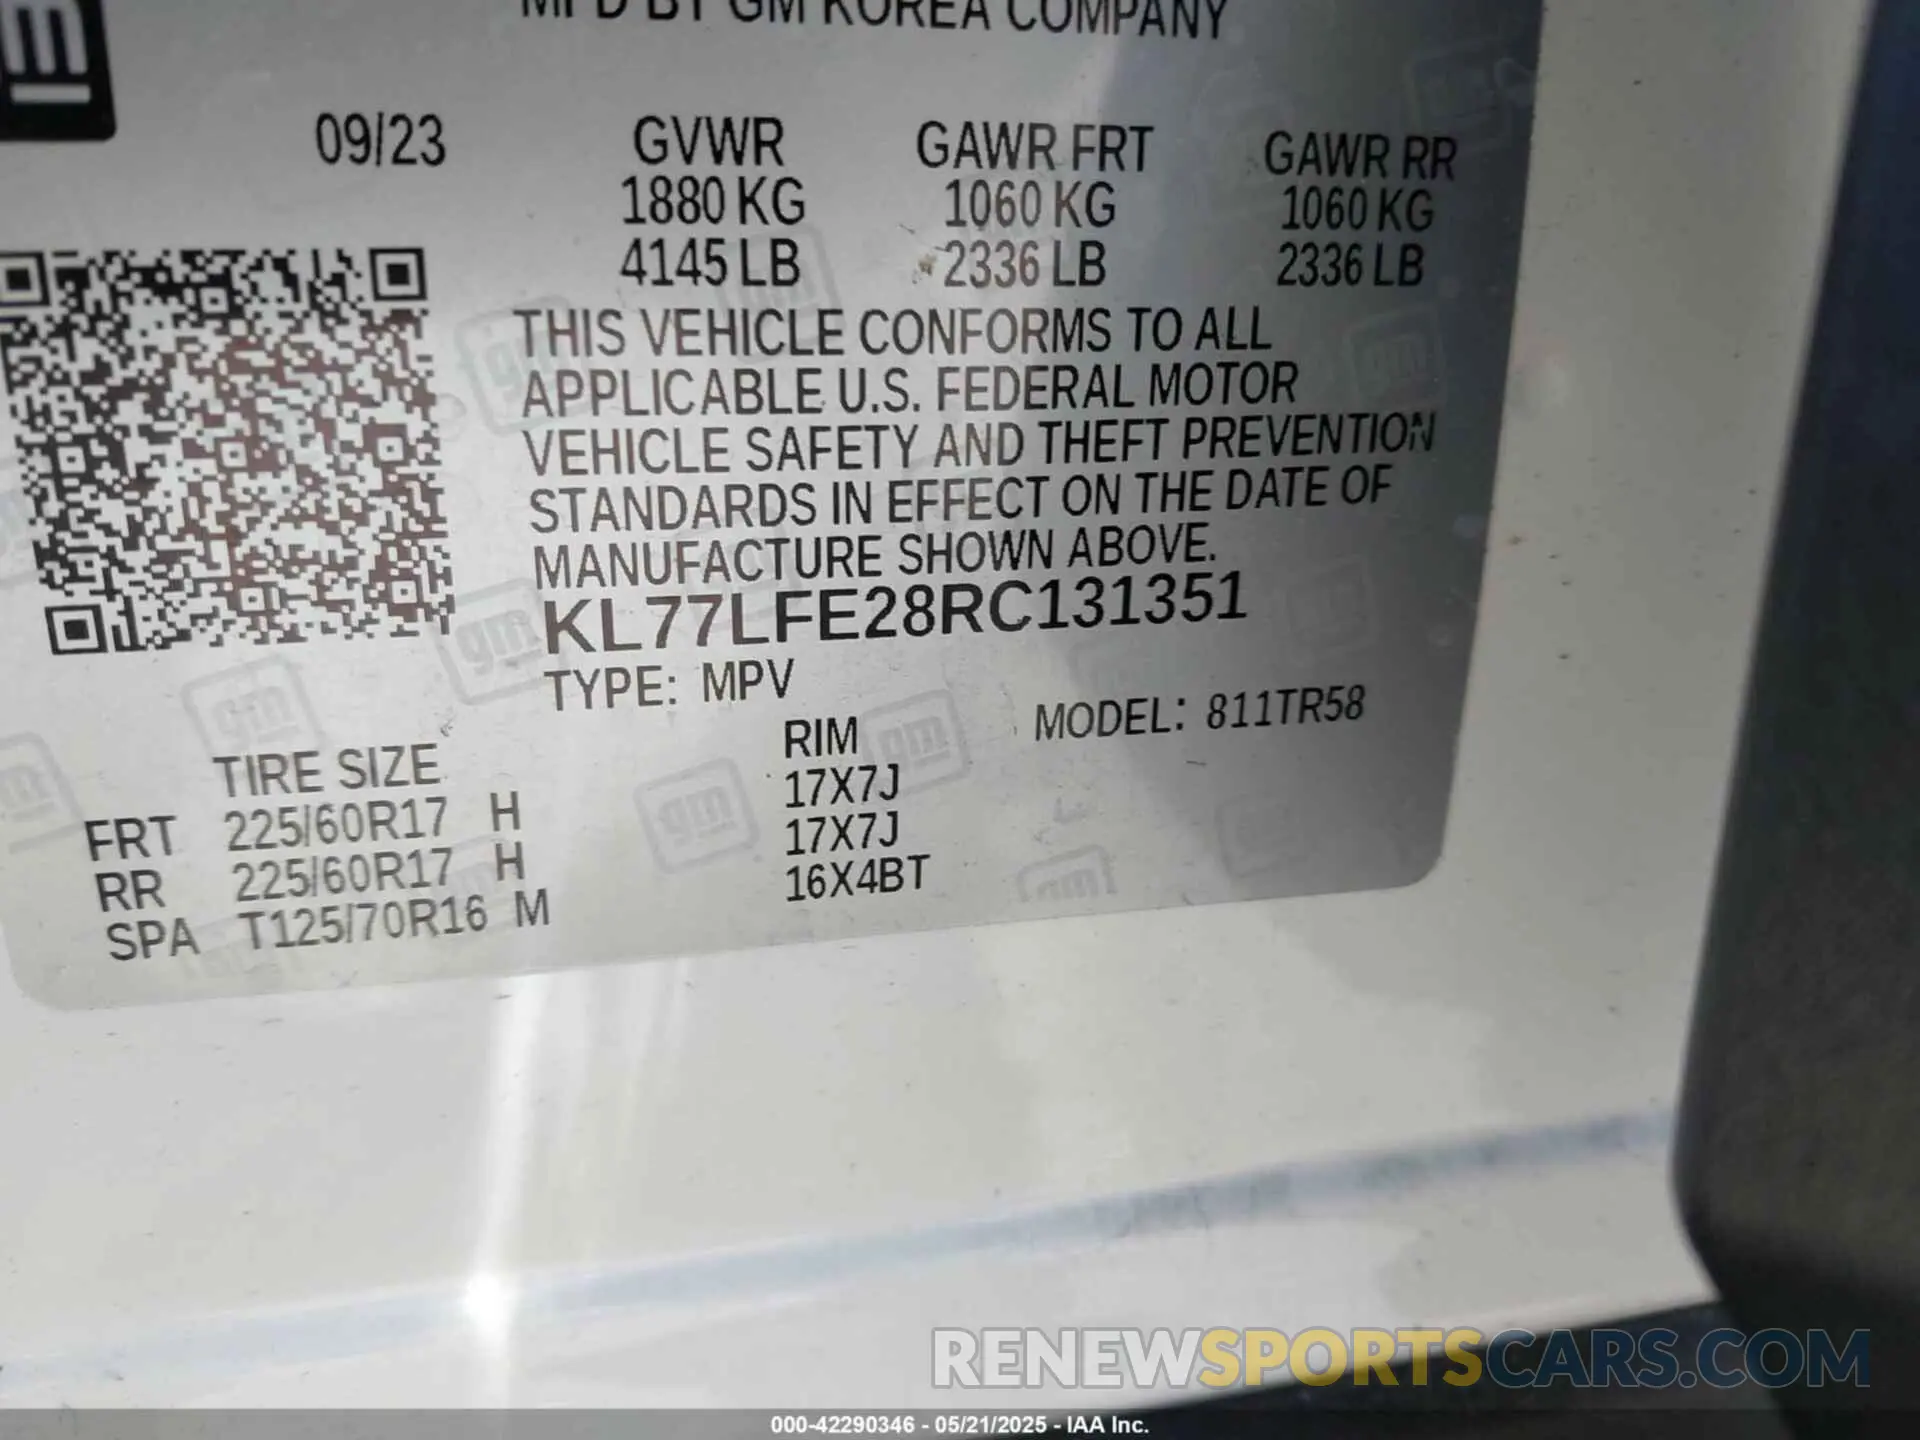 MFD BY GM KOREA COMPANY
09/23 GVWR GAWR FRT GAWR RR
1880 KG 1060 KG 1060 KG
4145 LB 2336 LB 2336 LB
THIS VEHICLE CONFORMS TO ALL
APPLICABLE U.S. FEDERAL MOTOR
VEHICLE SAFETY AND THEFT PREVENTION
STANDARDS IN EFFECT ON THE DATE OF
MANUFACTURE SHOWN ABOVE.
KL77LFE28RC131351
TYPE: MPV
MODEL: 811TR58
TIRE SIZE RIM
FRT 225/60R17 H 17X7J
RR 225/60R17 H 17X7J
SPA T125/70R16 M 16X4BT
RENEWSPORTSCARS.COM
000-42290346 - 05/21/2025 - IAA Inc.